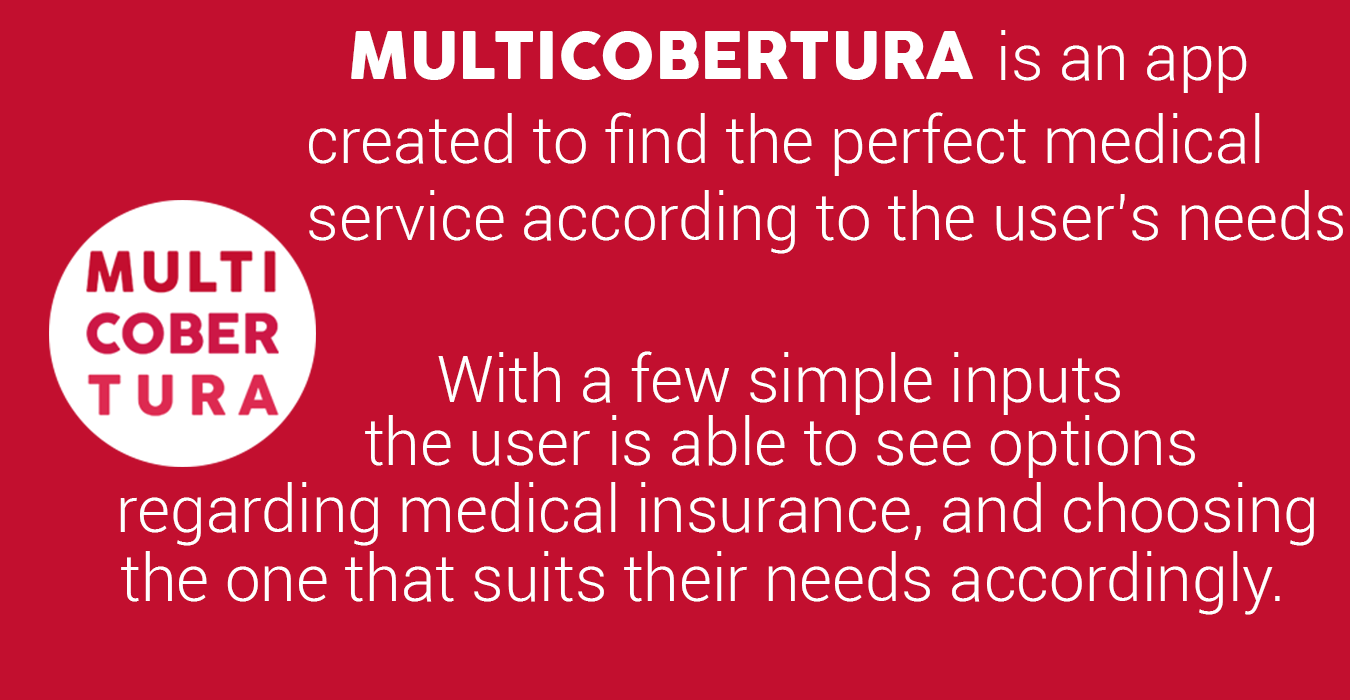 MULTICOBERTURA is an app
created to find the perfect medical
service according to the user's needs
MULTI
COBER
TURA
With a few simple inputs
the user is able to see options
regarding medical insurance, and choosing
the one that suits their needs accordingly.